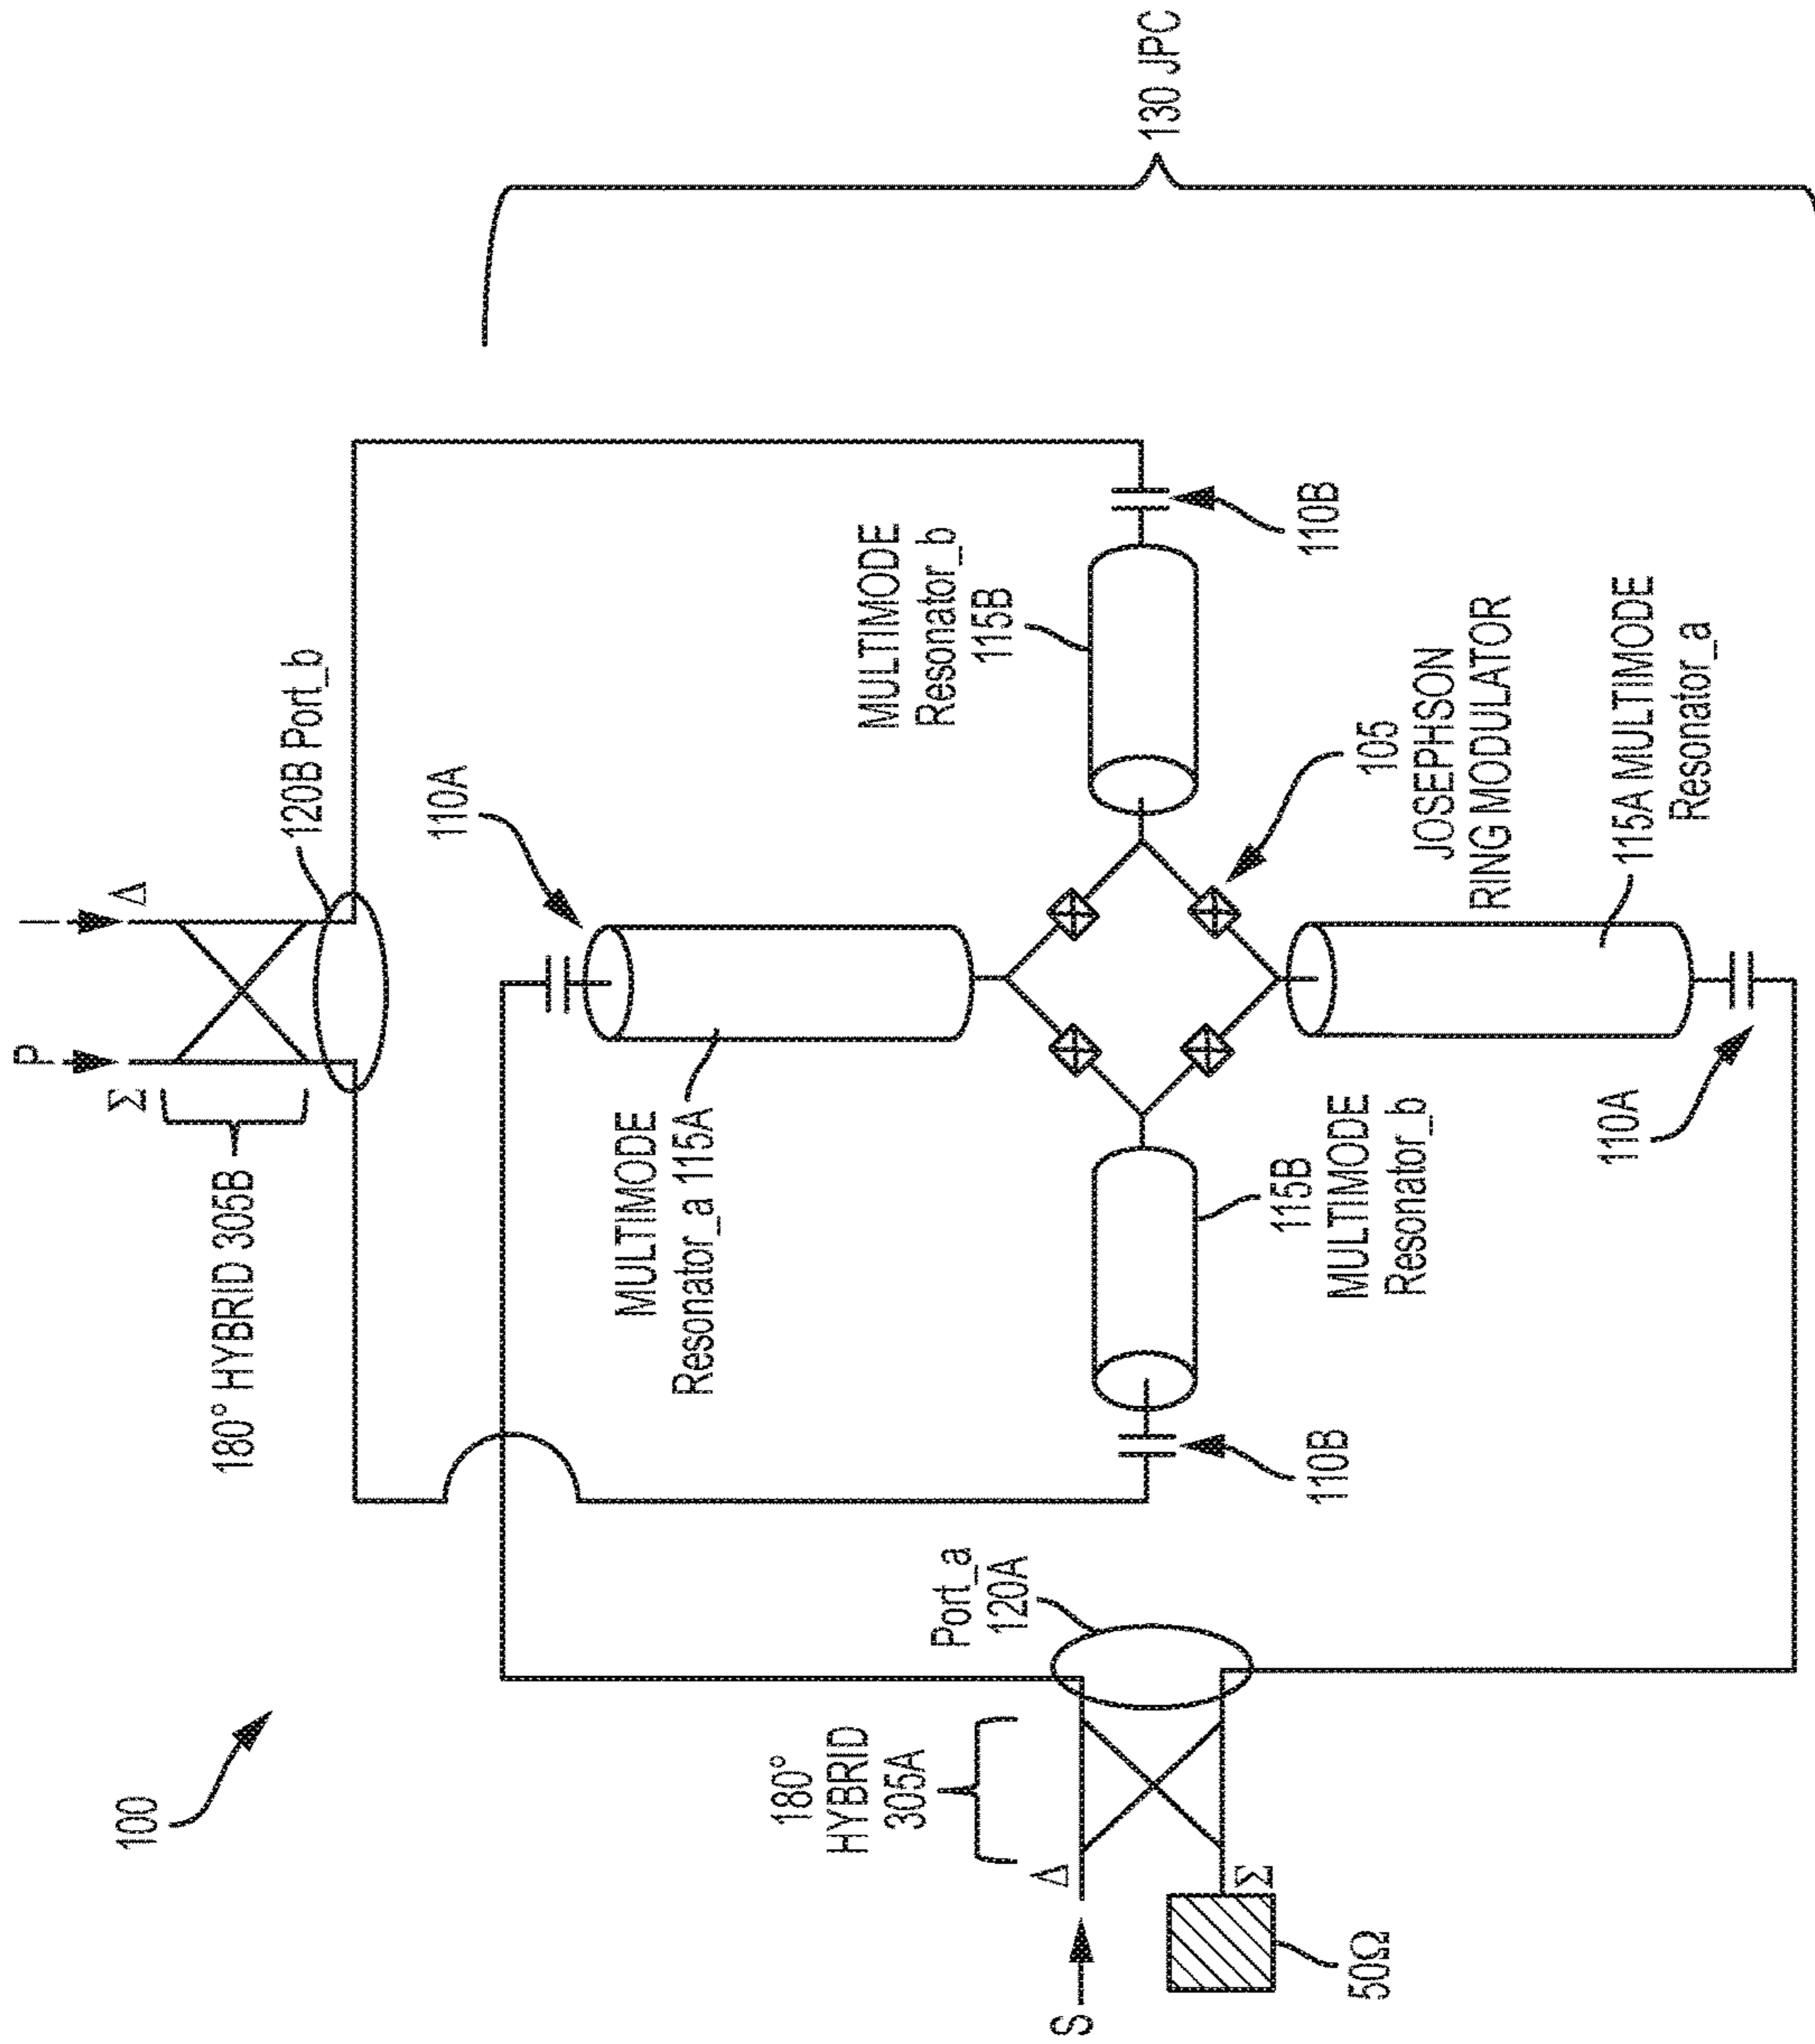 100
P
I
Σ
Δ
180° HYBRID 305B
120B Port_b
110A
MULTIMODE
Resonator_a 115A
MULTIMODE
Resonator_b
115B
110B
130 JPC
105
JOSEPHSON
RING MODULATOR
115A MULTIMODE
Resonator_a
110A
115B
MULTIMODE
Resonator_b
110B
Port_a
120A
180°
HYBRID
305A
Δ
S
Σ
50Ω